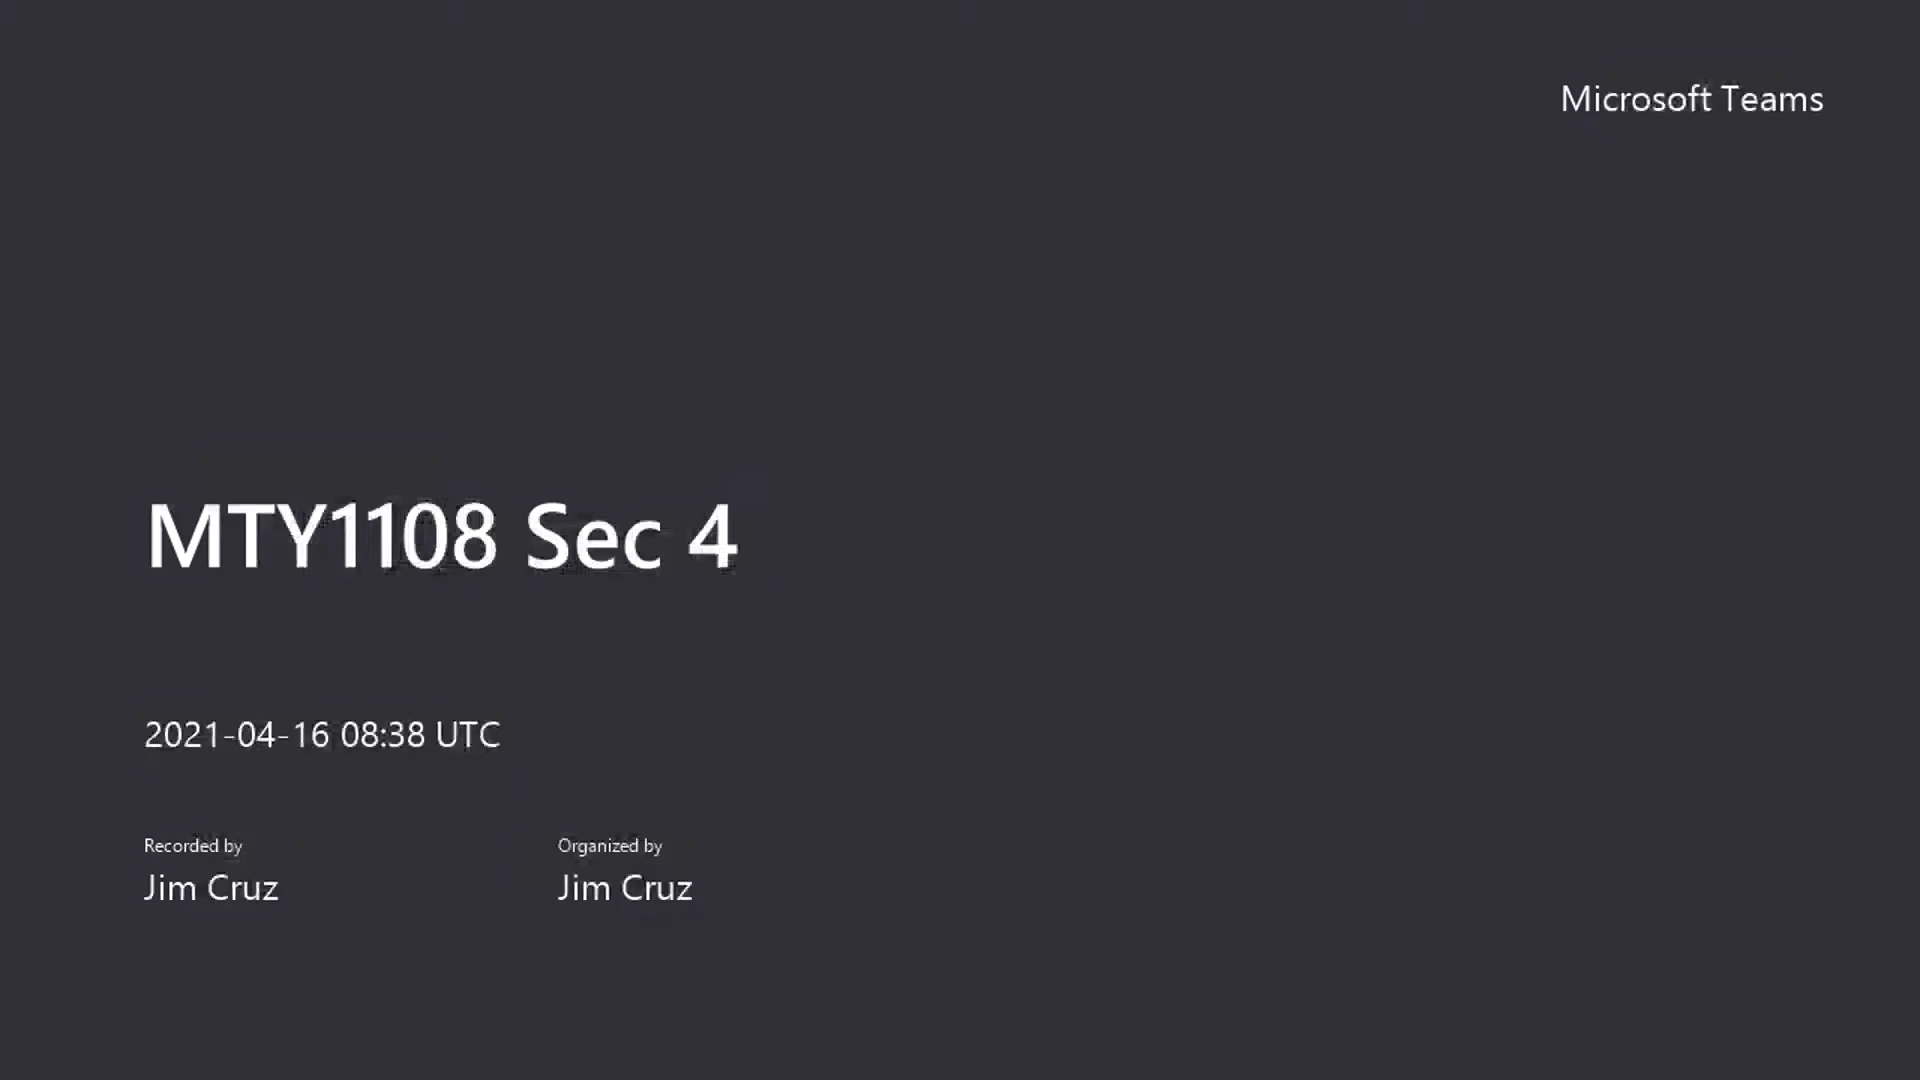 Microsoft Teams
MTY1108 Sec 4
2021-04-16 08:38 UTC
Recorded by
Jim Cruz
Organized by
Jim Cruz